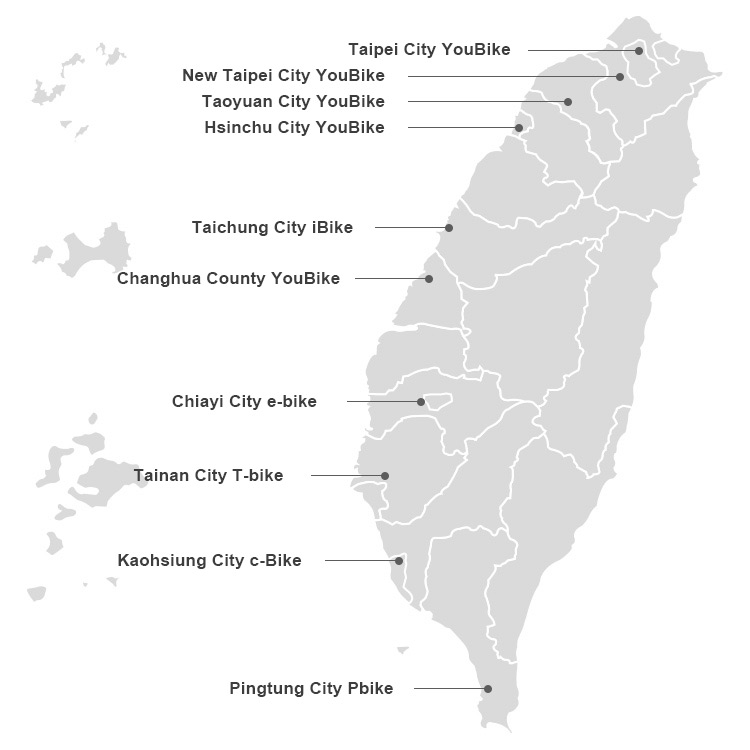 Taipei City YouBike
New Taipei City YouBike
Taoyuan City YouBike
Hsinchu City YouBike
Taichung City iBike
Changhua County YouBike
Chiayi City e-bike
Tainan City T-bike
Kaohsiung City c-Bike
Pingtung City Pbike